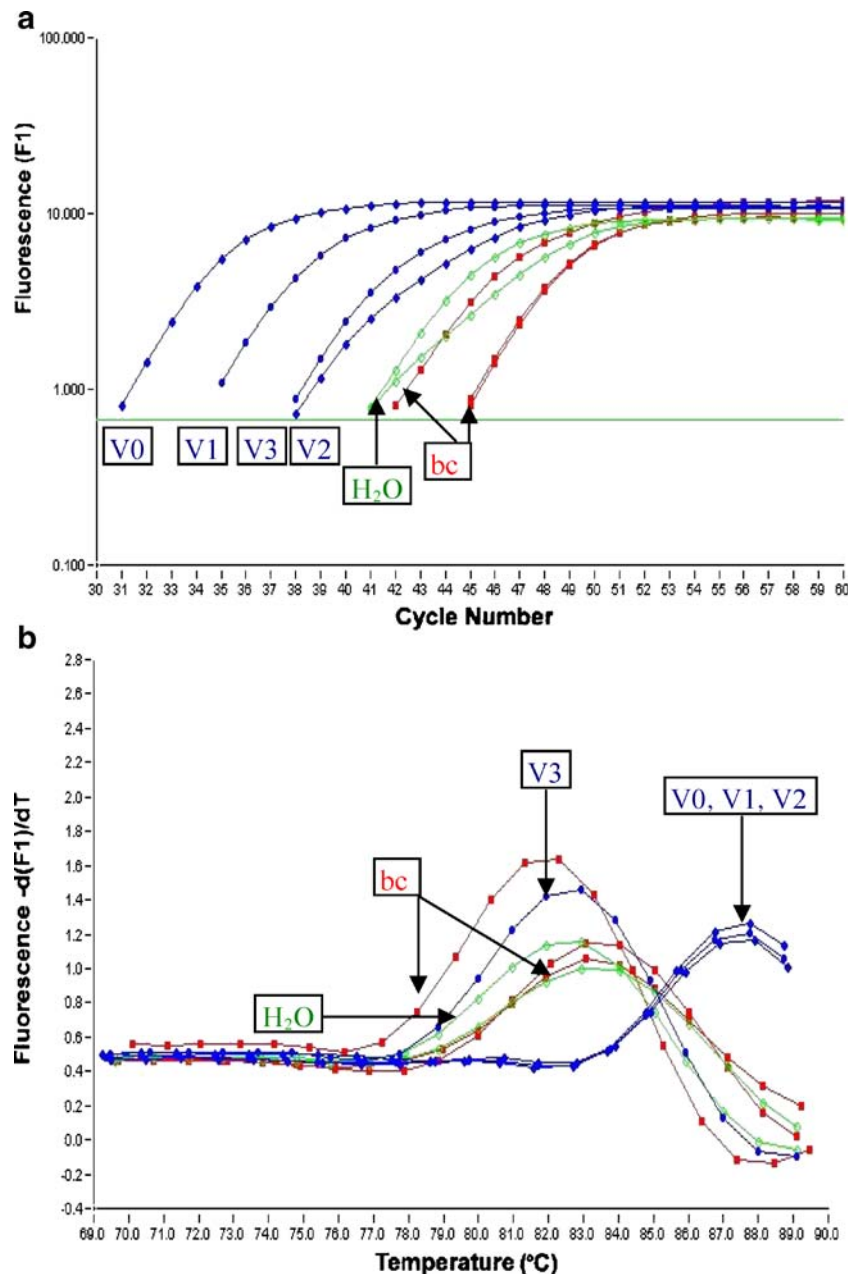 a
100.000
10.000
1.000
0.100
Fluorescence (F1)
V0
V1
V3
V2
H₂O
bc
30 31 32 33 34 35 36 37 38 39 40 41 42 43 44 45 46 47 48 49 50 51 53 54 55 56 57 58 59 60
Cycle Number
b
2.8
2.6
2.4
2.2
2.0
1.8
1.6
1.4
1.2
1.0
0.8
0.6
0.4
0.2
0.0
-0.2
-0.4
Fluorescence -d(F1)/dT
V3
V0, V1, V2
bc
H₂O
69.0 70.0 71.0 72.0 73.0 74.0 75.0 76.0 77.0 78.0 79.0 80.0 81.0 82.0 83.0 84.0 85.0 86.0 87.0 88.0 89.0 90.0
Temperature (ºC)